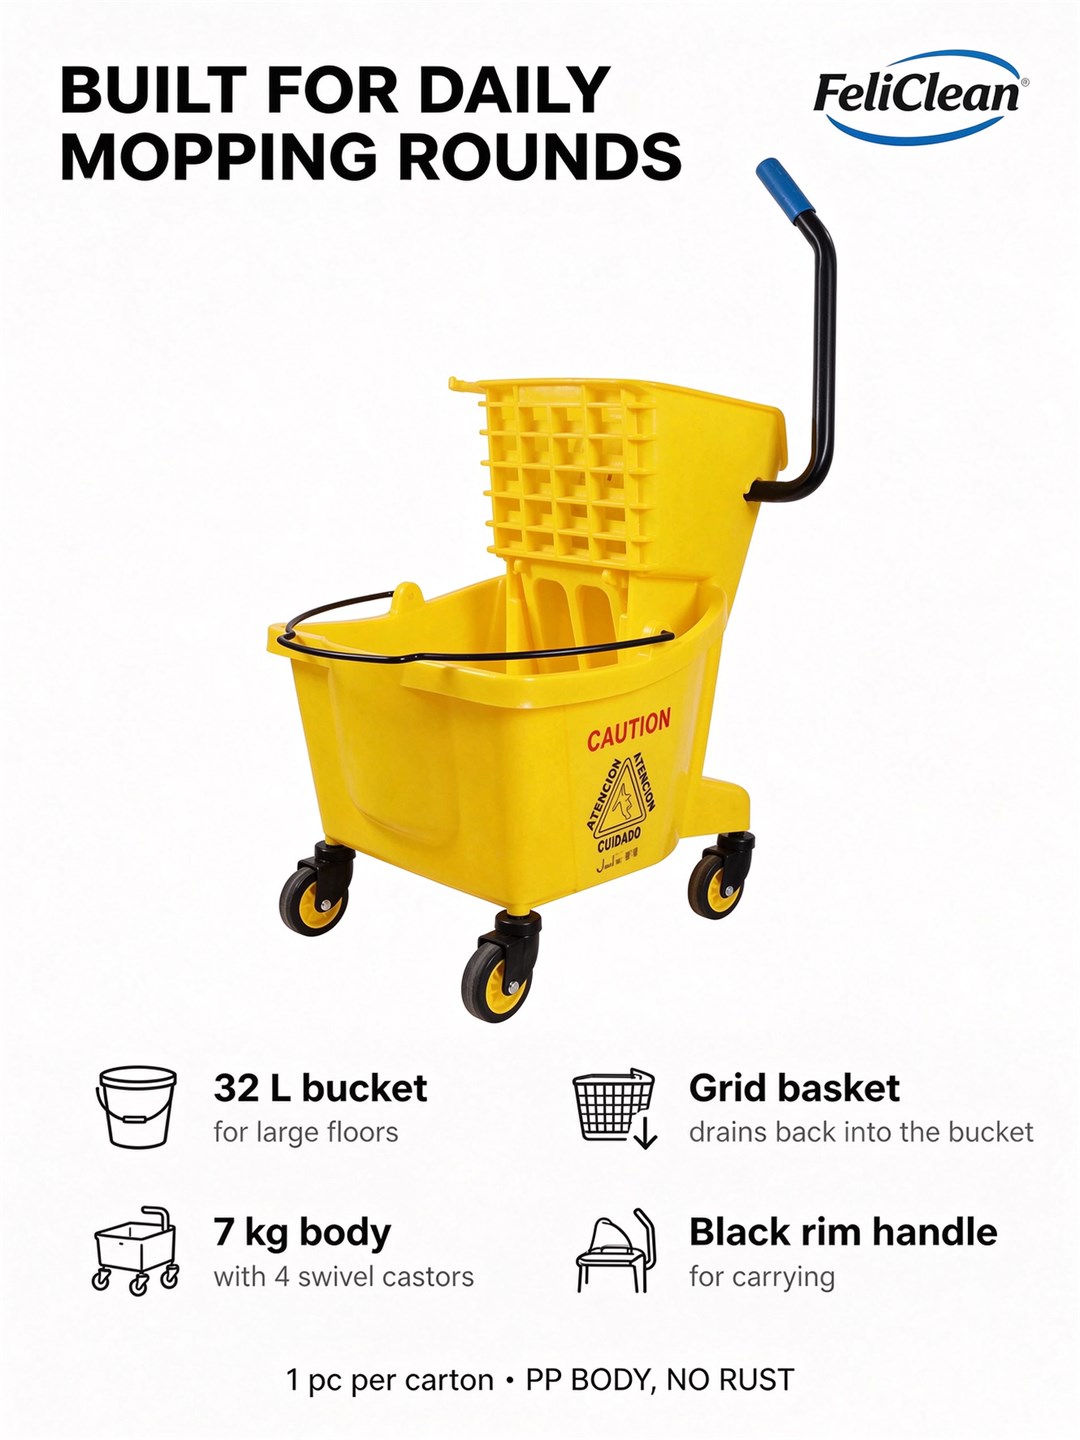 BUILT FOR DAILY
MOPPING ROUNDS
FeliClean®
CAUTION
ATENCION
ATENCION
CUIDADO
32 L bucket
for large floors
Grid basket
drains back into the bucket
7 kg body
with 4 swivel castors
Black rim handle
for carrying
1 pc per carton • PP BODY, NO RUST